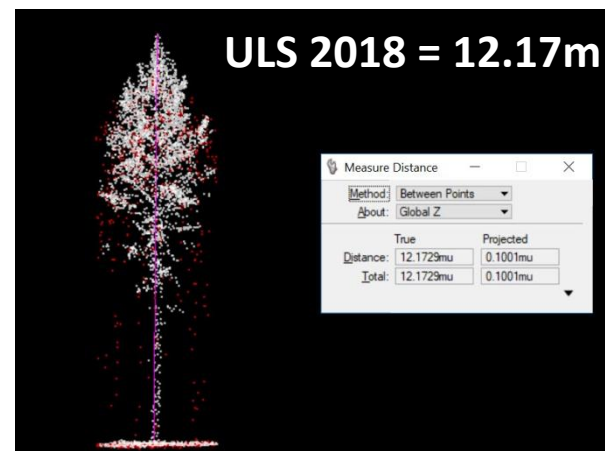 ULS 2018 = 12.17m
Measure Distance
Method: Between Points
About: Global Z
True Projected
Distance: 12.1729mu 0.1001mu
Total: 12.1729mu 0.1001mu